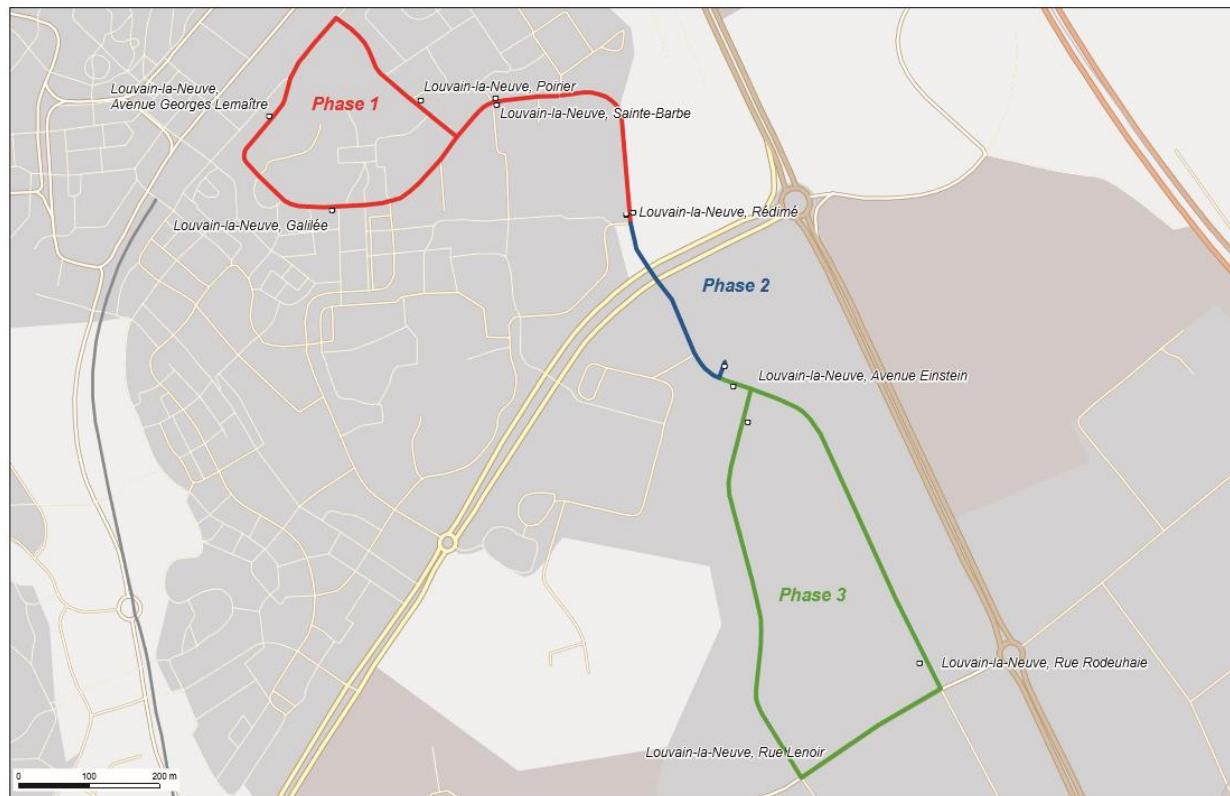 Louvain-la-Neuve,
Avenue Georges Lemaître
Phase 1
Louvain-la-Neuve, Poirier
Louvain-la-Neuve, Sainte-Barbe
Louvain-la-Neuve, Galilée
Louvain-la-Neuve, Rédimé
Phase 2
Louvain-la-Neuve, Avenue Einstein
Phase 3
Louvain-la-Neuve, Rue Rodeuhaie
Louvain-la-Neuve, Rue Lenoir
0 100 200 m